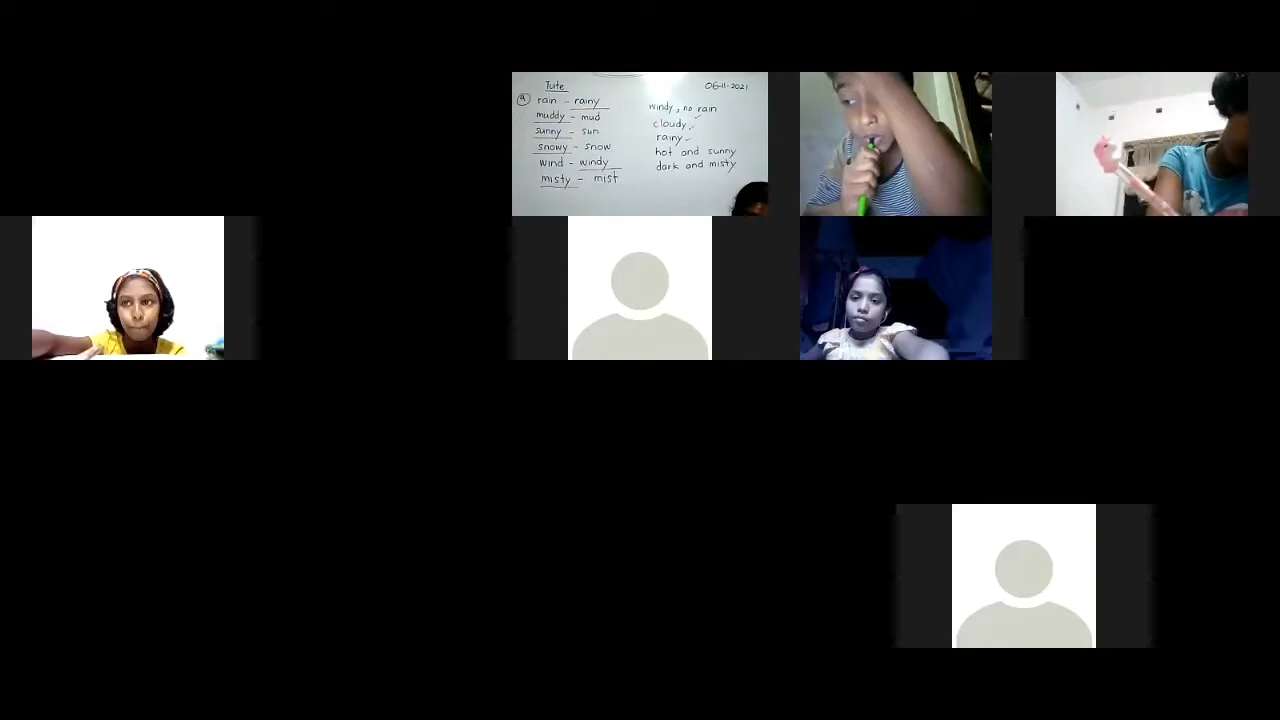 Tute
06-11-2021
9 rain - rainy
muddy - mud
sunny - sun
snowy - snow
wind - windy
misty - mist
windy, no rain
cloudy ✓
rainy ✓
hot and sunny
dark and misty